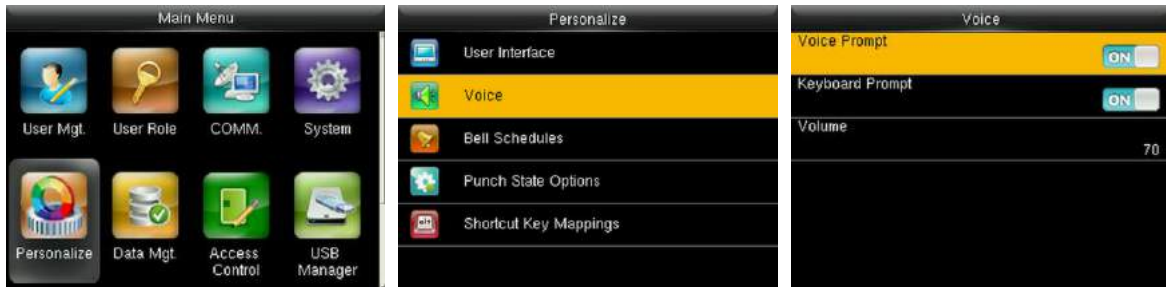 Main Menu
User Mgt.
User Role
COMM.
System
Personalize
Data Mgt.
Access
Control
USB
Manager
Personalize
User Interface
Voice
Bell Schedules
Punch State Options
alt
Shortcut Key Mappings
Voice
Voice Prompt
ON
Keyboard Prompt
ON
Volume
70